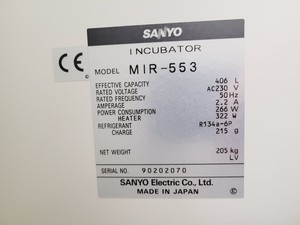 SANYO
INCUBATOR
CE
MODEL MIR-553
EFFECTIVE CAPACITY 406 L
RATED VOLTAGE AC230 V
RATED FREQUENCY 50Hz
AMPERAGE 2.2 A
POWER CONSUMPTION 266 W
HEATER 322 W
REFRIGERANT R134a-6P
CHARGE 215 g
NET WEIGHT 205 kg
LV
SERIAL NO. 90202070
SANYO Electric Co., Ltd.
MADE IN JAPAN